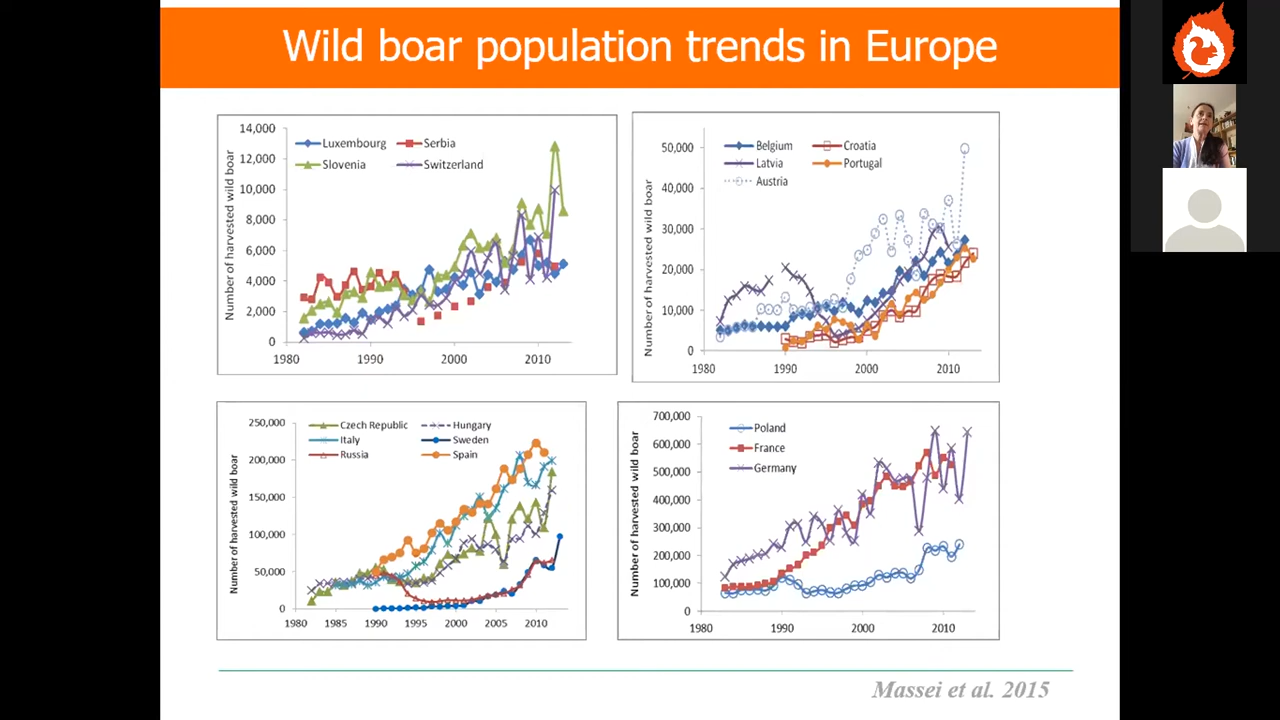 Wild boar population trends in Europe
Number of harvested wild boar
14,000
12,000
10,000
8,000
6,000
4,000
2,000
0
Luxembourg Serbia
Slovenia Switzerland
1980 1990 2000 2010
Number of harvested wild boar
50,000
40,000
30,000
20,000
10,000
0
Belgium Croatia
Latvia Portugal
Austria
1980 1990 2000 2010
Number of harvested wild boar
250,000
200,000
150,000
100,000
50,000
0
Czech Republic Hungary
Italy Sweden
Russia Spain
1980 1985 1990 1995 2000 2005 2010
Number of harvested wild boar
700,000
600,000
500,000
400,000
300,000
200,000
100,000
0
Poland
France
Germany
1980 1990 2000 2010
Massei et al. 2015